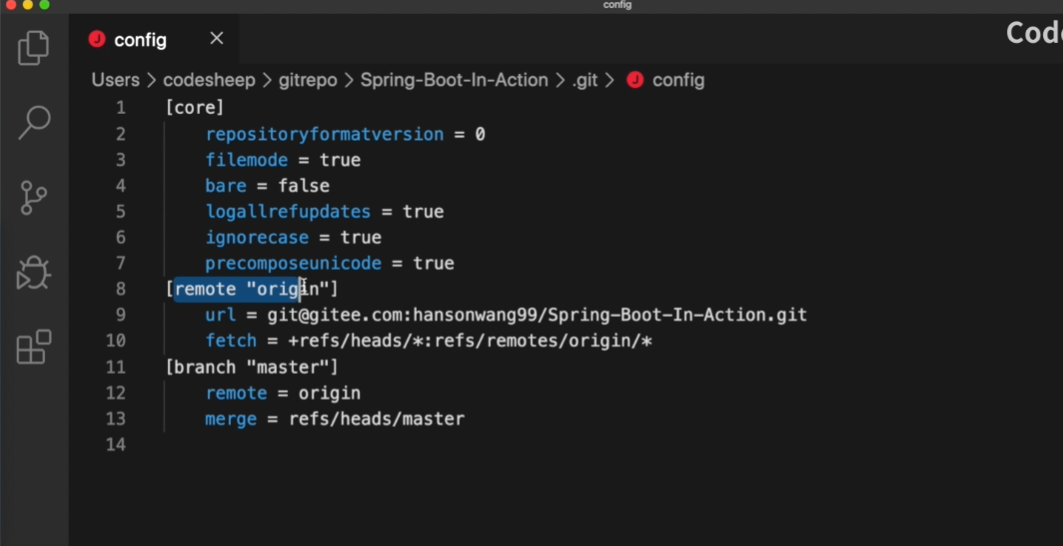 config
config
Code
Users > codesheep > gitrepo > Spring-Boot-In-Action > .git > config
1 [core]
2 repositoryformatversion = 0
3 filemode = true
4 bare = false
5 logallrefupdates = true
6 ignorecase = true
7 precomposeunicode = true
8 [remote "origin"]
9 url = git@gitee.com:hansonwang99/Spring-Boot-In-Action.git
10 fetch = +refs/heads/*:refs/remotes/origin/*
11 [branch "master"]
12 remote = origin
13 merge = refs/heads/master
14